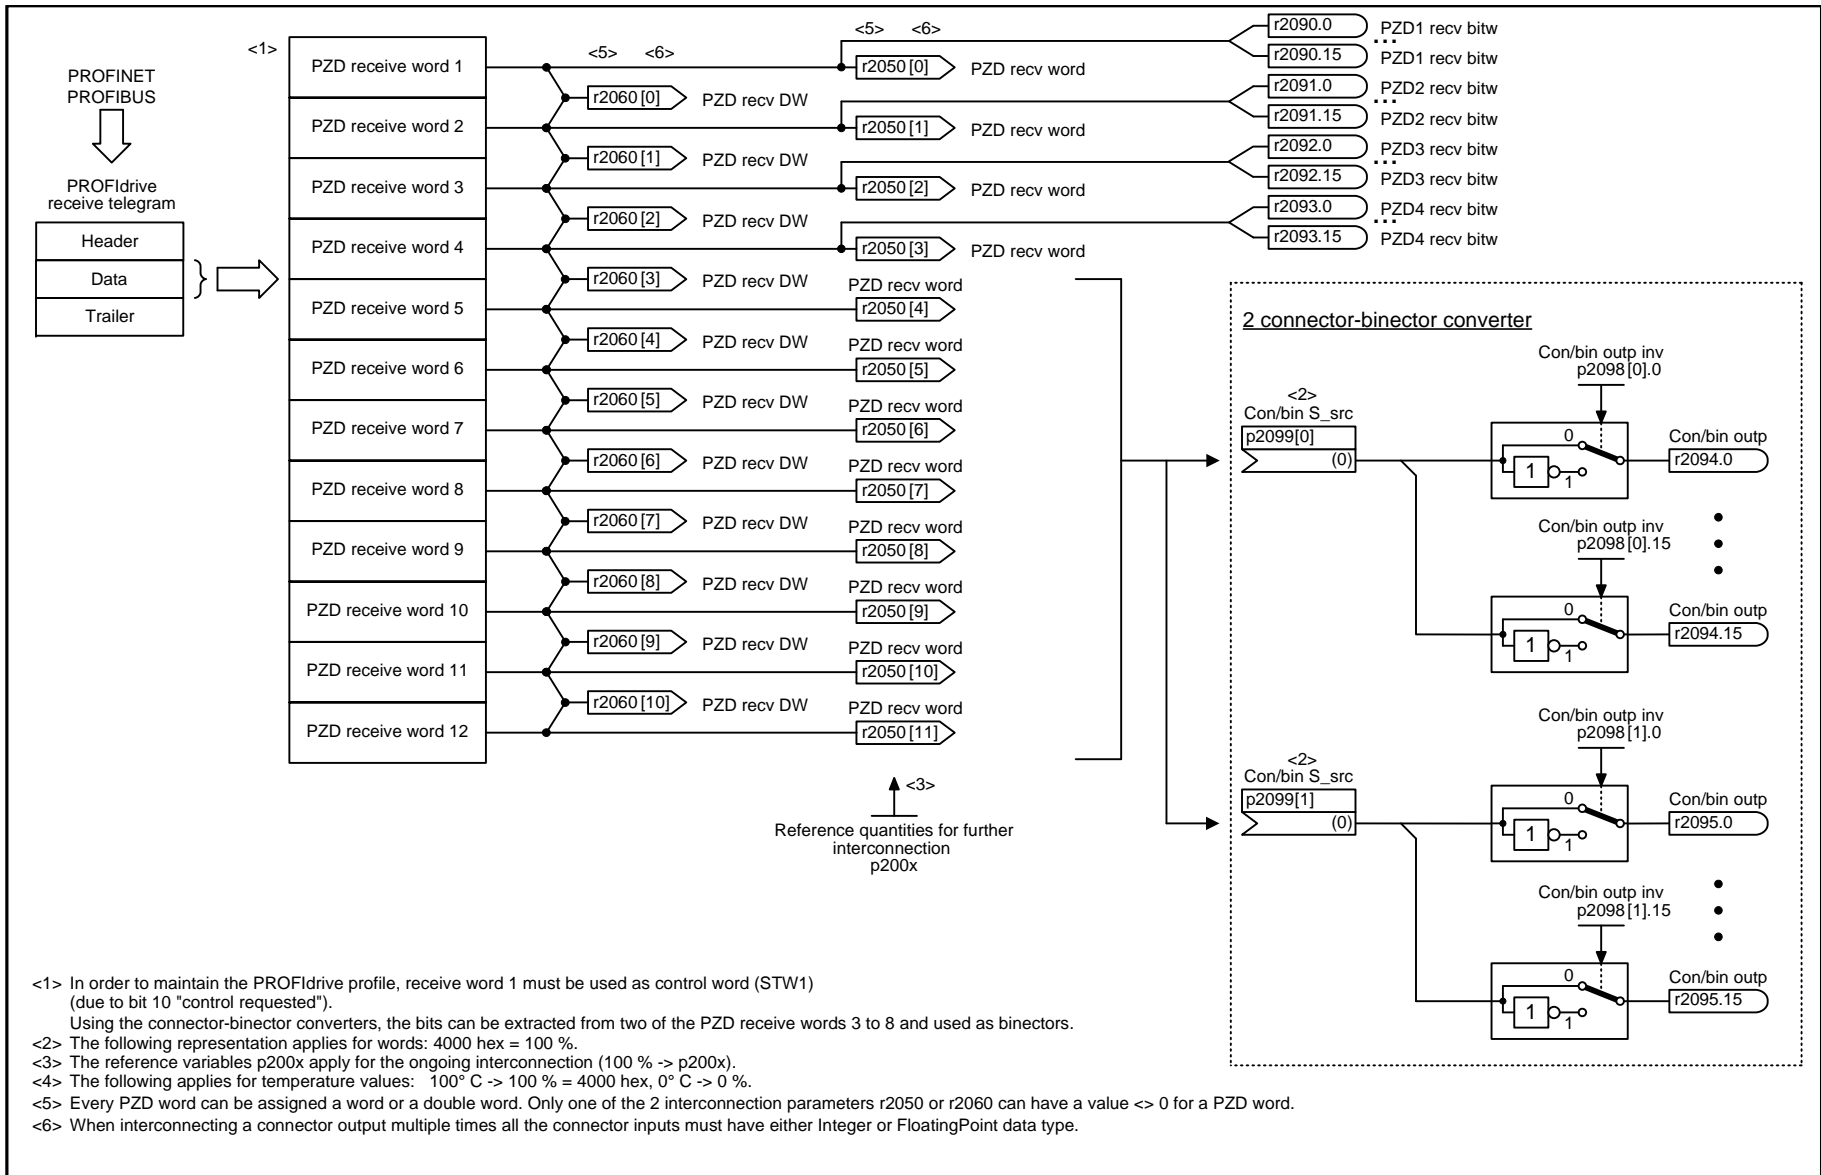 <1>
PROFINET
PROFIBUS
PROFIdrive
receive telegram
Header
Data
Trailer
PZD receive word 1
PZD receive word 2
PZD receive word 3
PZD receive word 4
PZD receive word 5
PZD receive word 6
PZD receive word 7
PZD receive word 8
PZD receive word 9
PZD receive word 10
PZD receive word 11
PZD receive word 12
<5> <6>
r2060[0] PZD recv DW
r2060[1] PZD recv DW
r2060[2] PZD recv DW
r2060[3] PZD recv DW
r2060[4] PZD recv DW
r2060[5] PZD recv DW
r2060[6] PZD recv DW
r2060[7] PZD recv DW
r2060[8] PZD recv DW
r2060[9] PZD recv DW
r2060[10] PZD recv DW
<5> <6>
r2050[0] PZD recv word
r2050[1] PZD recv word
r2050[2] PZD recv word
r2050[3] PZD recv word
PZD recv word
r2050[4]
PZD recv word
r2050[5]
PZD recv word
r2050[6]
PZD recv word
r2050[7]
PZD recv word
r2050[8]
PZD recv word
r2050[9]
PZD recv word
r2050[10]
PZD recv word
r2050[11]
<3>
Reference quantities for further
interconnection
p200x
r2090.0 PZD1 recv bitw
...
r2090.15 PZD1 recv bitw
r2091.0 PZD2 recv bitw
...
r2091.15 PZD2 recv bitw
r2092.0 PZD3 recv bitw
...
r2092.15 PZD3 recv bitw
r2093.0 PZD4 recv bitw
...
r2093.15 PZD4 recv bitw
2 connector-binector converter
<2>
Con/bin S_src
p2099[0]
(0)
Con/bin outp inv
p2098[0].0
0
1
1
Con/bin outp
r2094.0
Con/bin outp inv
p2098[0].15
0
1
1
Con/bin outp
r2094.15
<2>
Con/bin S_src
p2099[1]
(0)
Con/bin outp inv
p2098[1].0
0
1
1
Con/bin outp
r2095.0
Con/bin outp inv
p2098[1].15
0
1
1
Con/bin outp
r2095.15
<1> In order to maintain the PROFIdrive profile, receive word 1 must be used as control word (STW1)
(due to bit 10 "control requested").
Using the connector-binector converters, the bits can be extracted from two of the PZD receive words 3 to 8 and used as binectors.
<2> The following representation applies for words: 4000 hex = 100 %.
<3> The reference variables p200x apply for the ongoing interconnection (100 % -> p200x).
<4> The following applies for temperature values: 100° C -> 100 % = 4000 hex, 0° C -> 0 %.
<5> Every PZD word can be assigned a word or a double word. Only one of the 2 interconnection parameters r2050 or r2060 can have a value <> 0 for a PZD word.
<6> When interconnecting a connector output multiple times all the connector inputs must have either Integer or FloatingPoint data type.